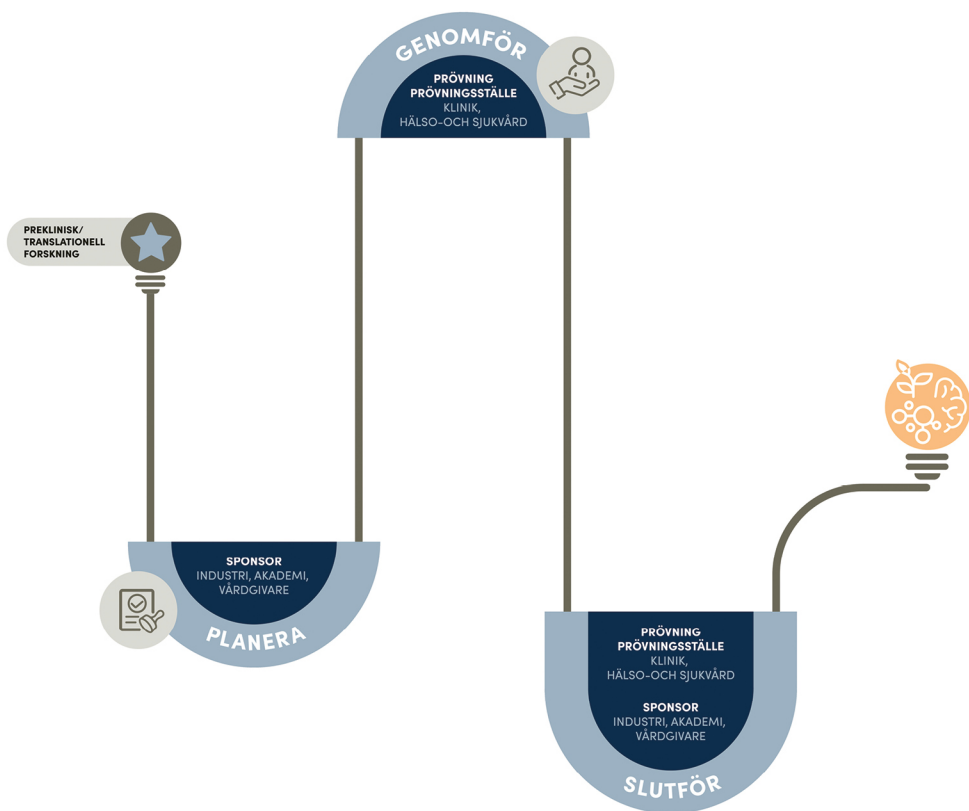 PREKLINISK/
TRANSLATIONELL
FORSKNING
SPONSOR
INDUSTRI, AKADEMI,
VÅRDGIVARE
PLANERA
GENOMFÖR
PRÖVNING
PRÖVNINGSSTÄLLE
KLINIK,
HÄLSO-OCH SJUKVÅRD
PRÖVNING
PRÖVNINGSSTÄLLE
KLINIK,
HÄLSO-OCH SJUKVÅRD
SPONSOR
INDUSTRI, AKADEMI,
VÅRDGIVARE
SLUTFÖR